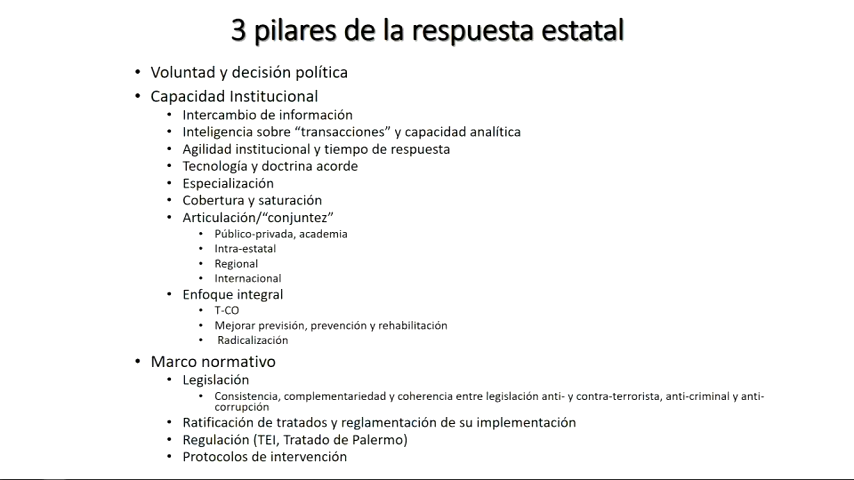 3 pilares de la respuesta estatal
• Voluntad y decisión política
• Capacidad Institucional
• Intercambio de información
• Inteligencia sobre “transacciones” y capacidad analítica
• Agilidad institucional y tiempo de respuesta
• Tecnología y doctrina acorde
• Especialización
• Cobertura y saturación
• Articulación/“conjuntez”
• Público-privada, academia
• Intra-estatal
• Regional
• Internacional
• Enfoque integral
• T-CO
• Mejorar previsión, prevención y rehabilitación
• Radicalización
• Marco normativo
• Legislación
• Consistencia, complementariedad y coherencia entre legislación anti- y contra-terrorista, anti-criminal y anti-
corrupción
• Ratificación de tratados y reglamentación de su implementación
• Regulación (TEI, Tratado de Palermo)
• Protocolos de intervención